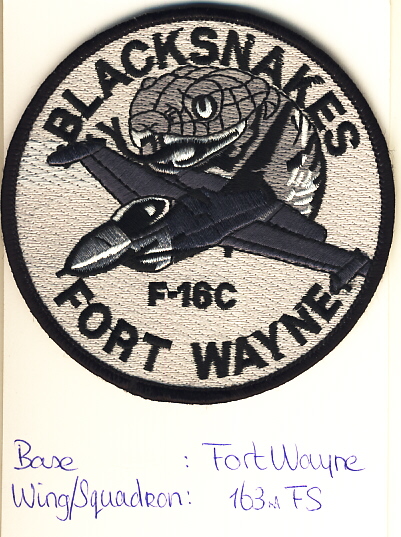 BLACKSNAKES
F-16C
FORT WAYNE
Base : Fort Wayne
Wing/Squadron: 163rd FS